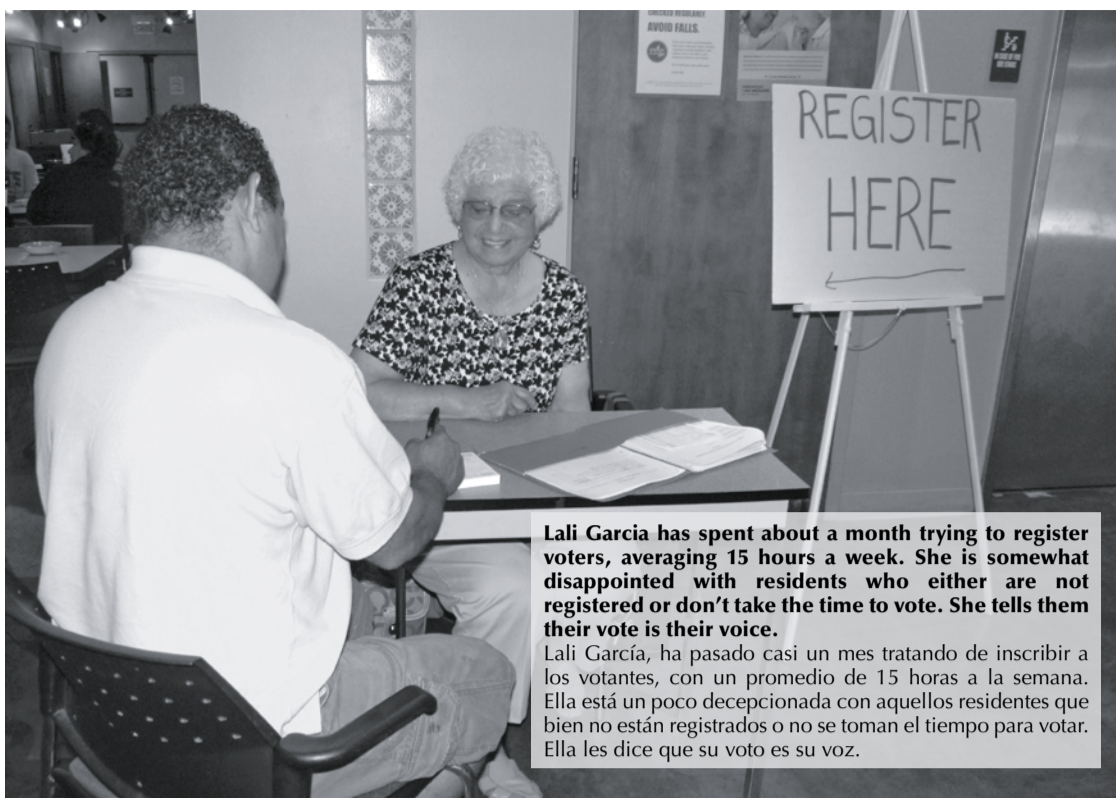 AVOID FALLS.
REGISTER
HERE
Lali Garcia has spent about a month trying to register
voters, averaging 15 hours a week. She is somewhat
disappointed with residents who either are not
registered or don't take the time to vote. She tells them
their vote is their voice.
Lali García, ha pasado casi un mes tratando de inscribir a
los votantes, con un promedio de 15 horas a la semana.
Ella está un poco decepcionada con aquellos residentes que
bien no están registrados o no se toman el tiempo para votar.
Ella les dice que su voto es su voz.